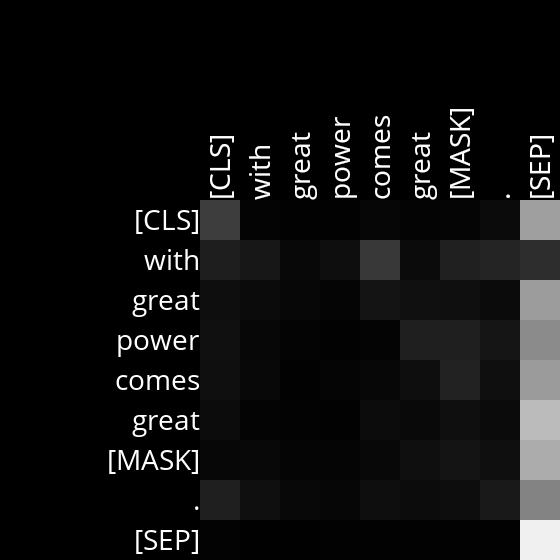 [CLS] with great power comes great [MASK] . [SEP]
[CLS]
with
great
power
comes
great
[MASK]
.
[SEP]